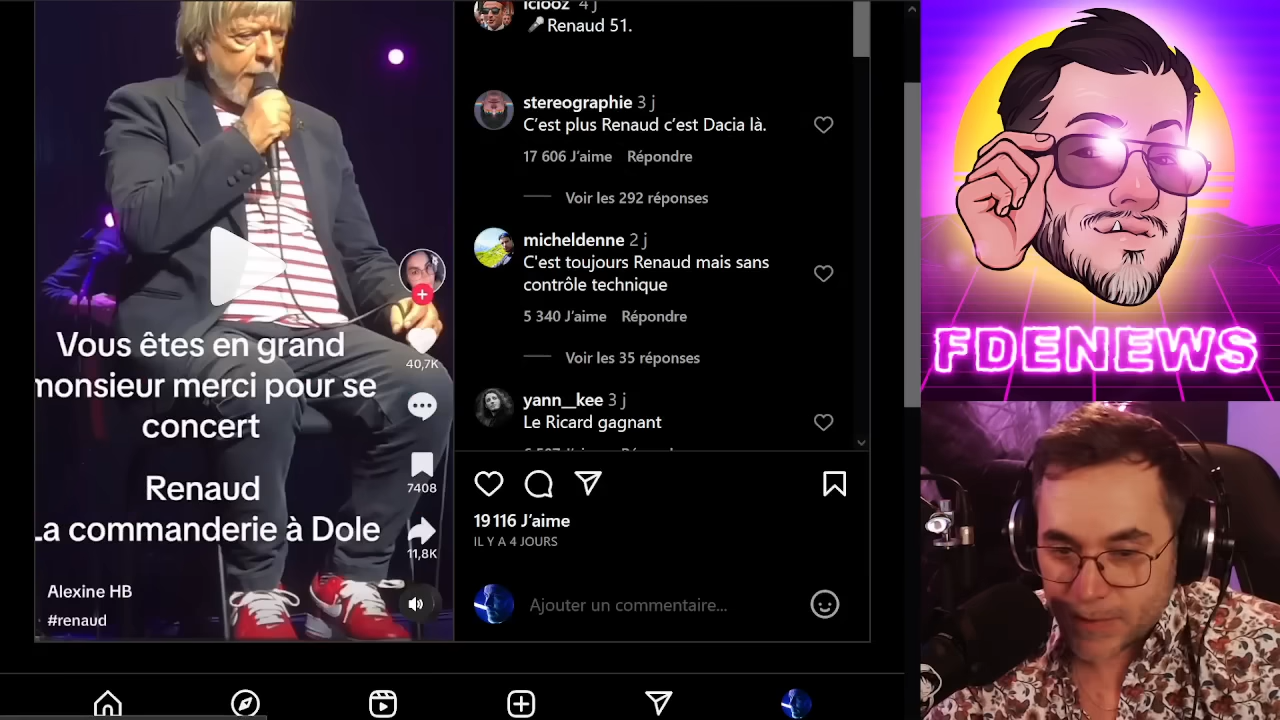 Vous êtes en grand
monsieur merci pour se
concert
Renaud
La commanderie à Dole
Alexine HB
#renaud
40,7K
7408
11,8K
iclooz 4 j
🎤Renaud 51.
stereographie 3 j
C’est plus Renaud c’est Dacia là.
17 606 J’aime Répondre
Voir les 292 réponses
micheldenne 2 j
C'est toujours Renaud mais sans
contrôle technique
5 340 J’aime Répondre
Voir les 35 réponses
yann__kee 3 j
Le Ricard gagnant
19 116 J’aime
IL Y A 4 JOURS
Ajouter un commentaire...
FDENEWS